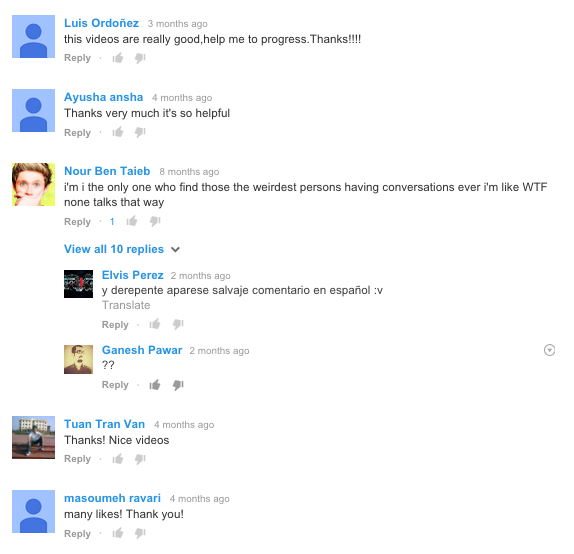 Luis Ordoñez 3 months ago
this videos are really good,help me to progress.Thanks!!!!
Reply ·
Ayusha ansha 4 months ago
Thanks very much it's so helpful
Reply ·
Nour Ben Taieb 8 months ago
i'm i the only one who find those the weirdest persons having conversations ever i'm like WTF
none talks that way
Reply · 1
View all 10 replies
Elvis Perez 2 months ago
y derepente aparese salvaje comentario en español :v
Translate
Reply ·
Ganesh Pawar 2 months ago
??
Reply ·
Tuan Tran Van 4 months ago
Thanks! Nice videos
Reply ·
masoumeh ravari 4 months ago
many likes! Thank you!
Reply ·